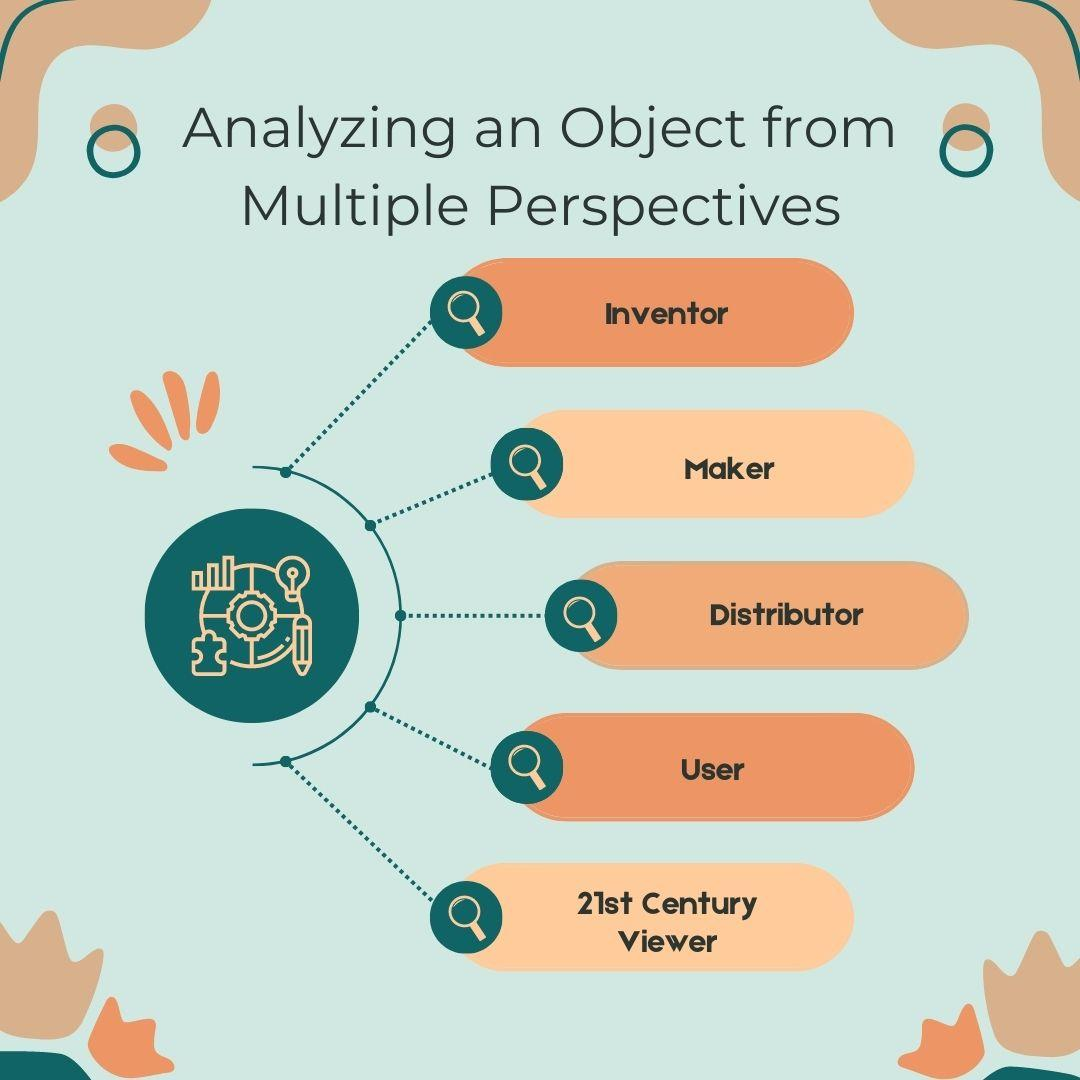 Analyzing an Object from
Multiple Perspectives
Inventor
Maker
Distributor
User
21st Century
Viewer